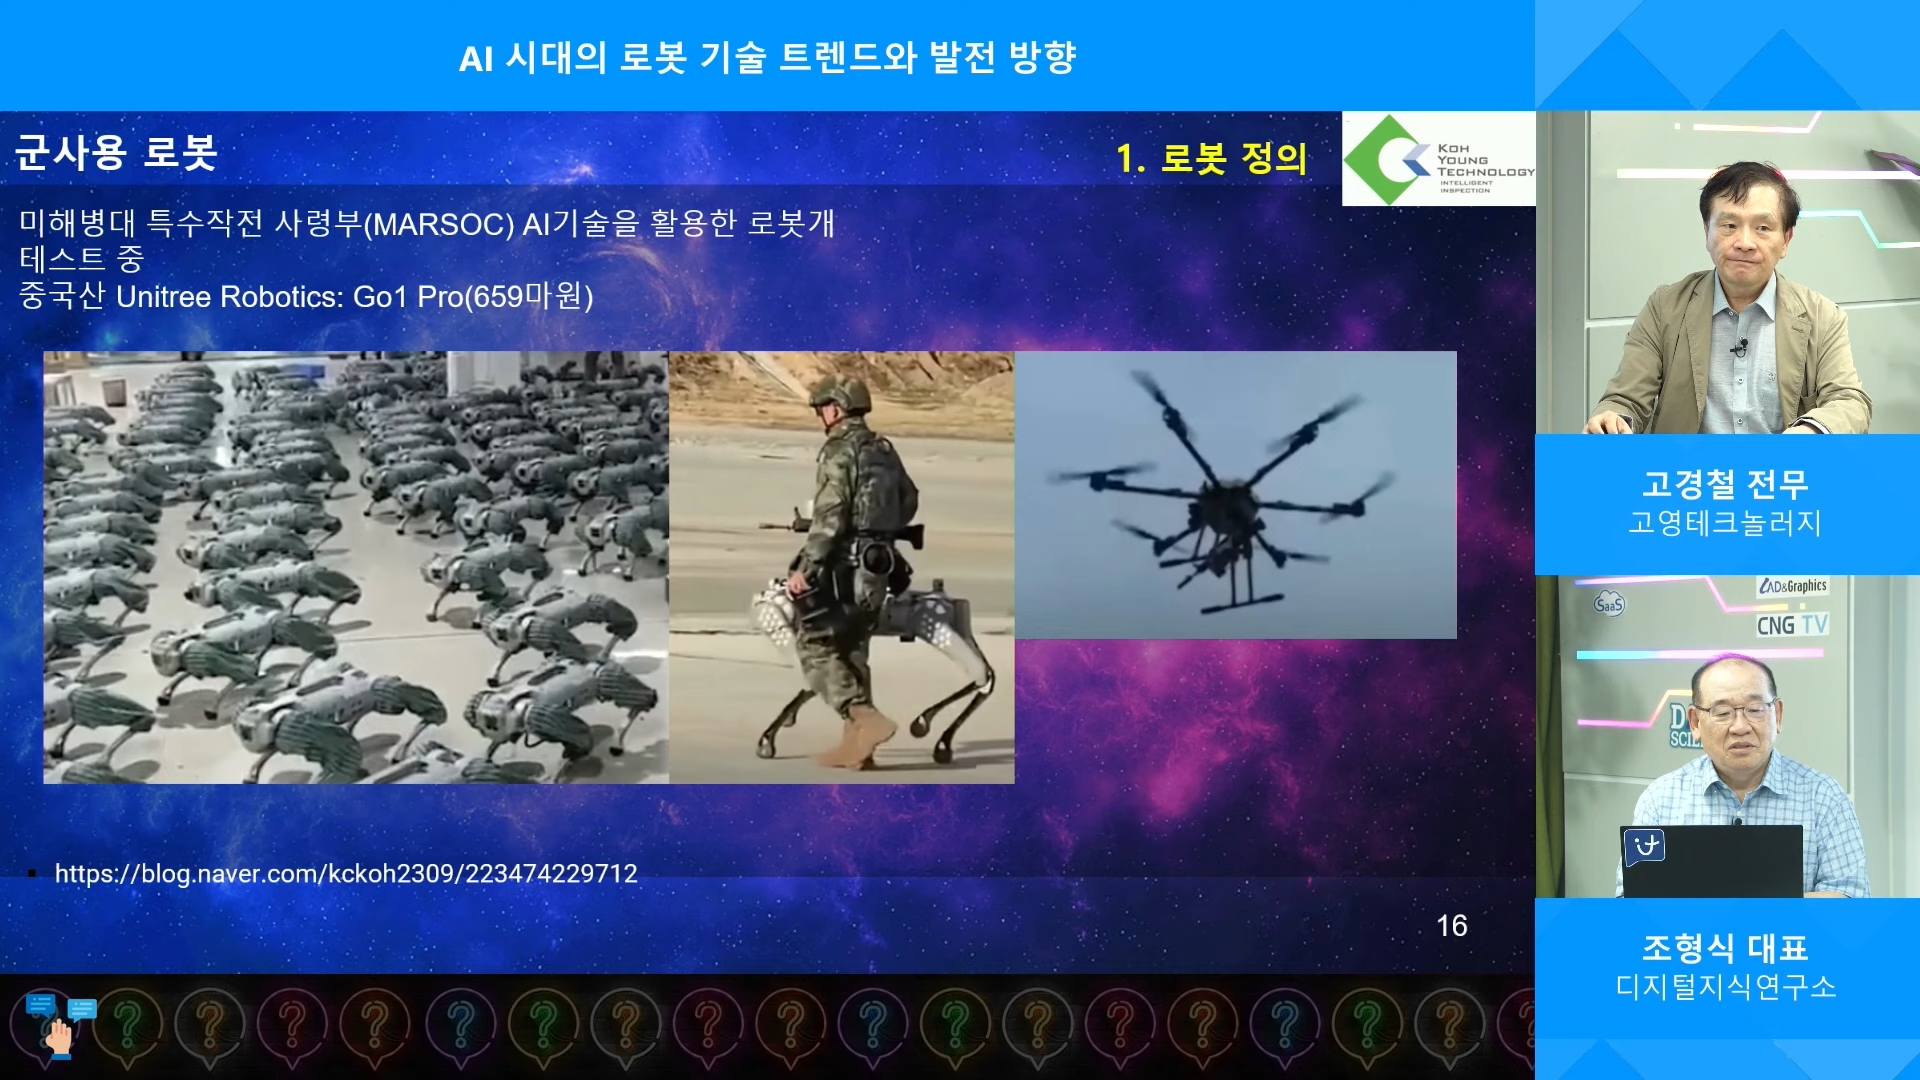 AI 시대의 로봇 기술 트렌드와 발전 방향
군사용 로봇
1. 로봇 정의
KOH
YOUNG
TECHNOLOGY
INTELLIGENT
INSPECTION
미해병대 특수작전 사령부(MARSOC) AI기술을 활용한 로봇개
테스트 중
중국산 Unitree Robotics: Go1 Pro(659마원)
https://blog.naver.com/kckoh2309/223474229712
16
고경철 전무
고영테크놀러지
SaaS
CAD&Graphics
CNG TV
조형식 대표
디지털지식연구소